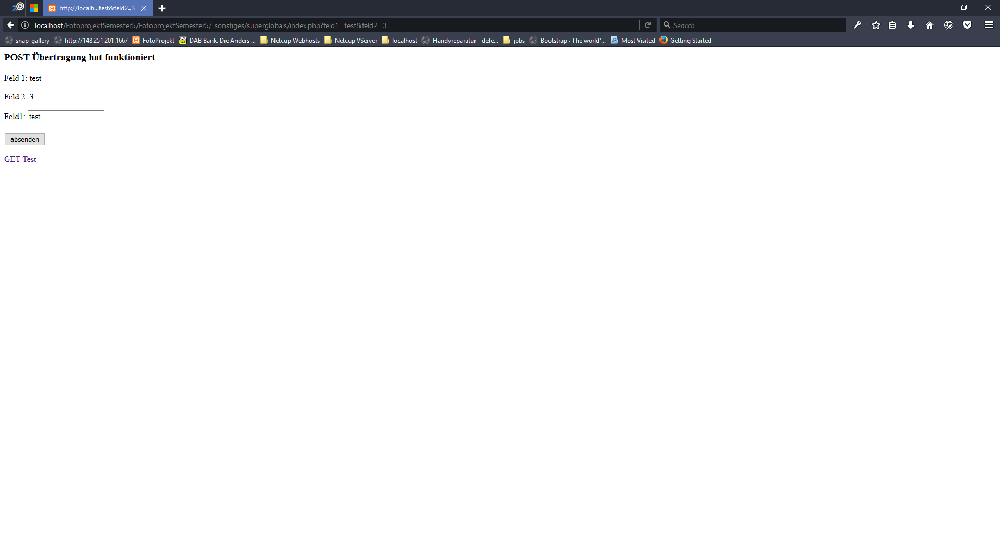 http://localh...test&feld2=3
localhost/FotoprojektSemester5/FotoprojektSemester5/_sonstiges/superglobals/index.php?feld1=test&feld2=3
Search
snap-gallery http://148.251.201.166/ FotoProjekt DAB bank DAB Bank. Die Anders ... Netcup Webhosts Netcup VServer localhost Handyreparatur - defe... jobs Bootstrap · The world'... Most Visited Getting Started
POST Übertragung hat funktioniert
Feld 1: test
Feld 2: 3
Feld1: test
absenden
GET Test